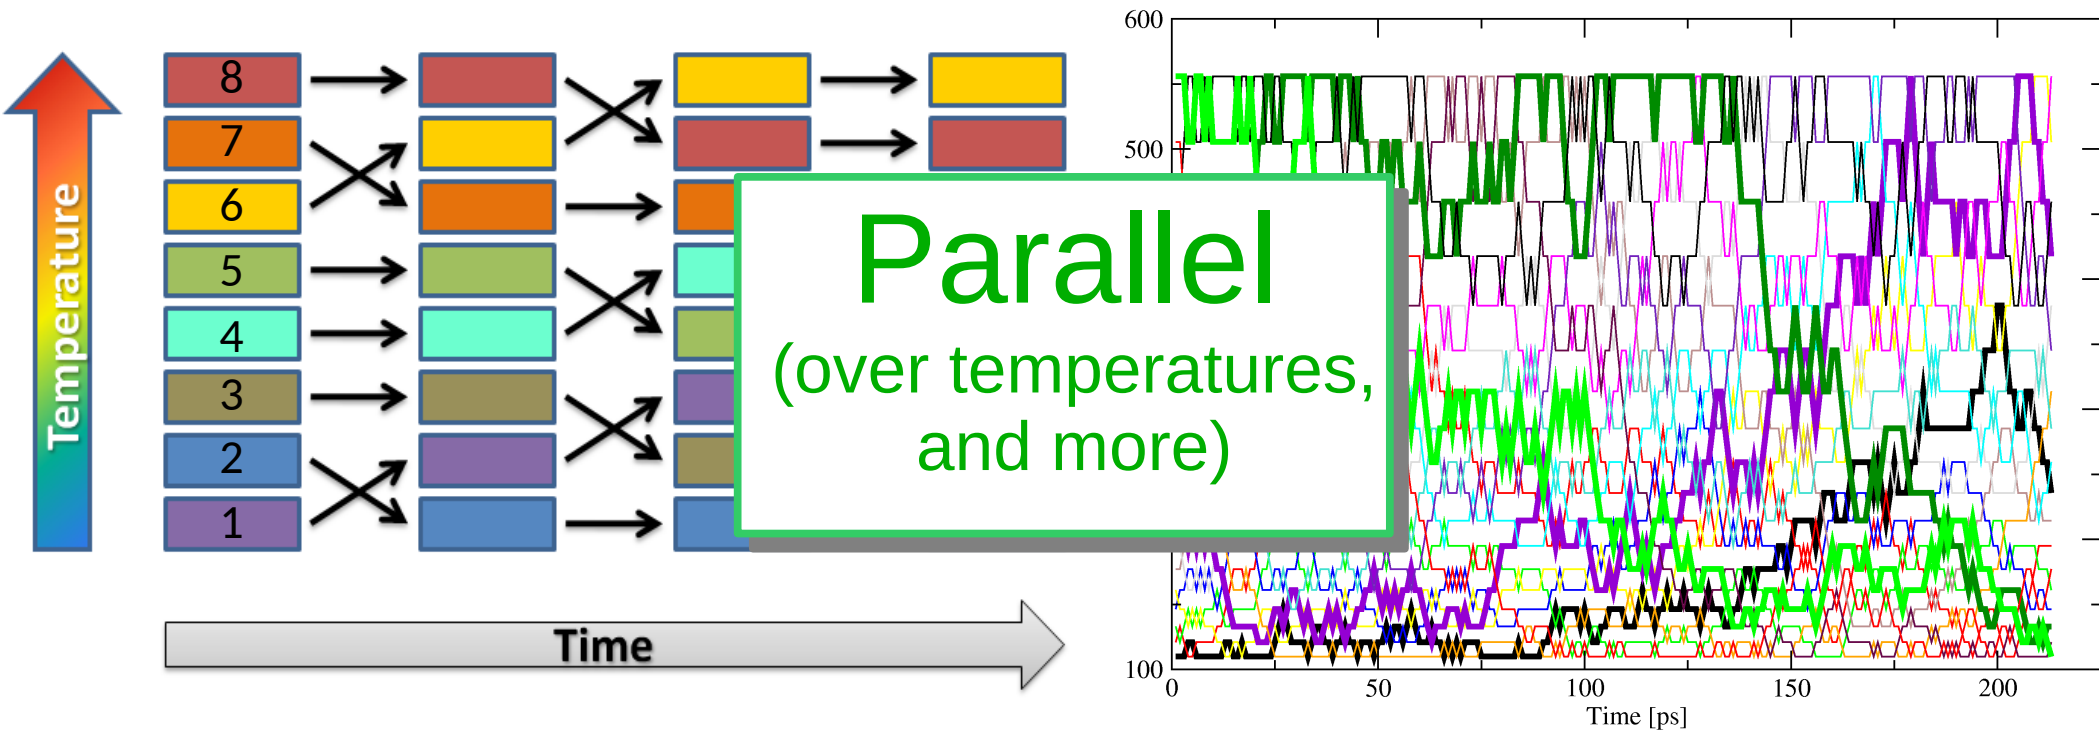 Temperature
8
7
6
5
4
3
2
1
Time
Parallel
(over temperatures,
and more)
600
500
100
0 50 100 150 200
Time [ps]